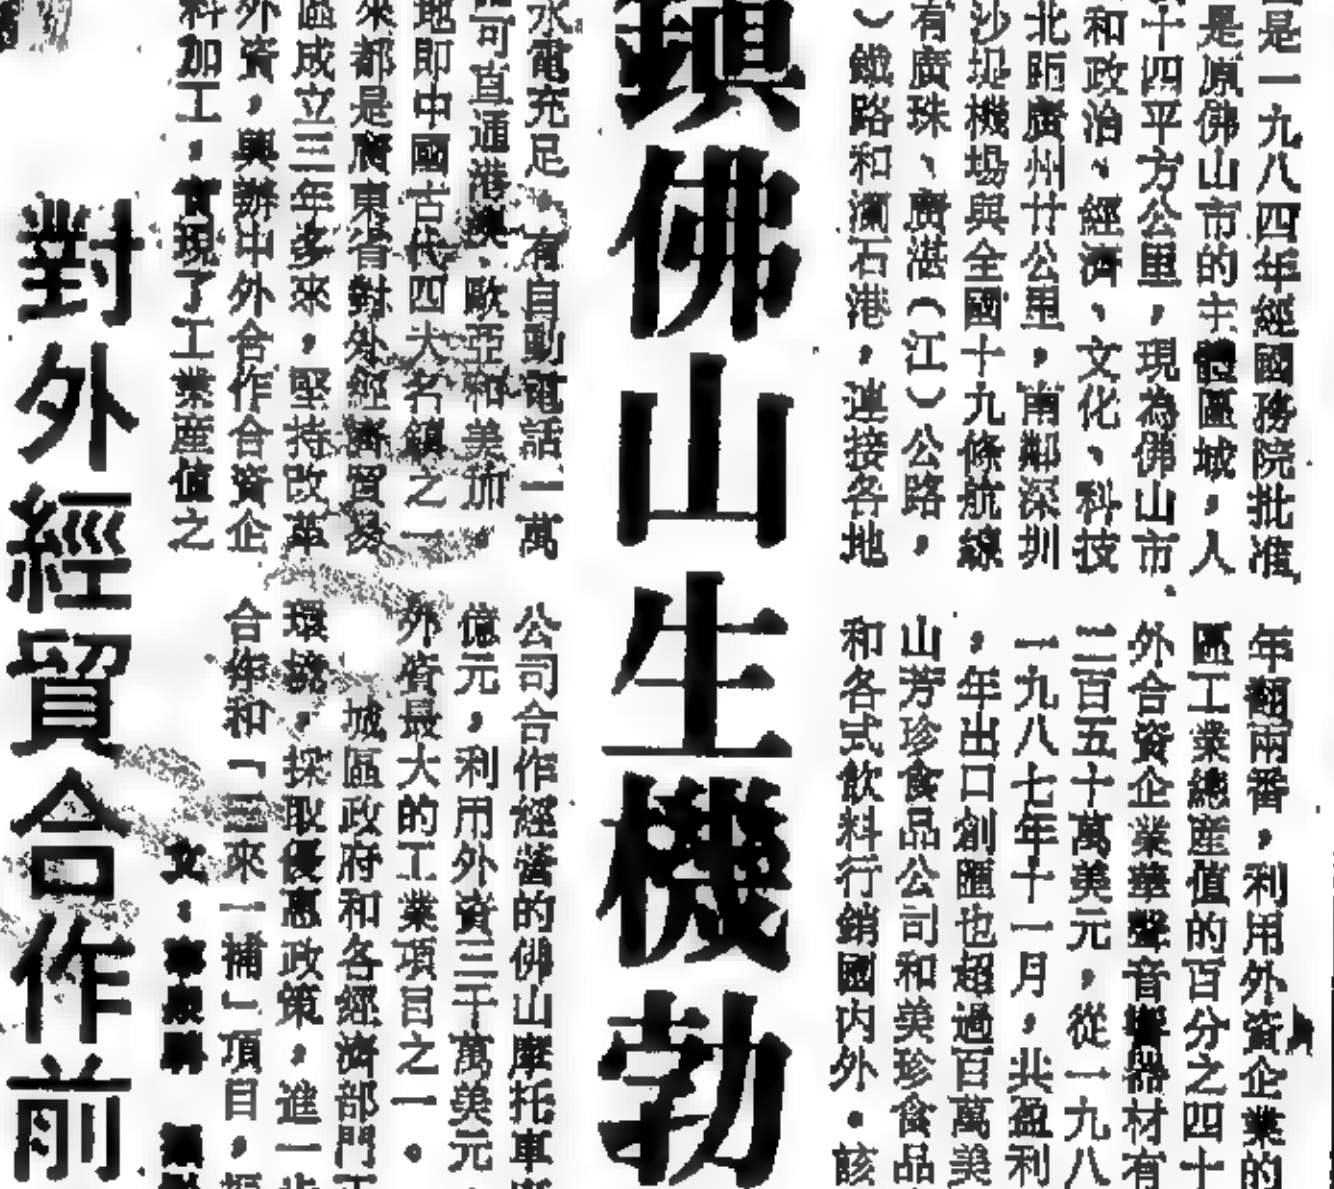 是一九八四年經國務院批准
是原佛山市的主體區域，人
十四平方公里，現為佛山市
和政治、經濟、文化、科技
北距廣州廿公里，南鄰深圳
沙堤機場與全國十九條航線
有廣珠、廣湛（江）公路，
）鐵路和瀾石港，連接各地
年翻兩番，利用外資企業的
區工業總産值的百分之四十
外合資企業華聲音響器材有
二百五十萬美元，從一九八
一九八七年十一月，共盈利
，年出口創匯也超過百萬美
山芳珍食品公司和美珍食品
和各式飲料行銷國内外。該
鎮佛山生機勃
水電充足，有自動電話一萬
可直通港澳、歐亞和美加，
地即中國古代四大名鎮之一
來都是廣東省對外經濟貿易
區成立三年多來，堅持改革
外資，興辦中外合作合資企
料加工，實現了工業産值之
公司合作經營的佛山摩托車
億元，利用外資三千萬美元
外資最大的工業項目之一。
城區政府和各經濟部門正
環境，採取優惠政策，進一步
合作和「三來一補」項目，
文：
對外經貿合作前